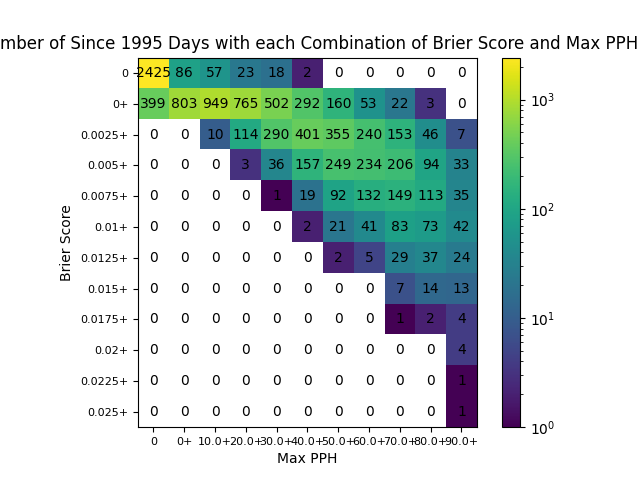 mber of Since 1995 Days with each Combination of Brier Score and Max PPH
0 2425 86 57 23 18 2 0 0 0 0 0
0+ 399 803 949 765 502 292 160 53 22 3 0
0.0025+ 0 0 10 114 290 401 355 240 153 46 7
0.005+ 0 0 0 3 36 157 249 234 206 94 33
0.0075+ 0 0 0 0 1 19 92 132 149 113 35
0.01+ 0 0 0 0 0 2 21 41 83 73 42
0.0125+ 0 0 0 0 0 0 2 5 29 37 24
0.015+ 0 0 0 0 0 0 0 0 7 14 13
0.0175+ 0 0 0 0 0 0 0 0 1 2 4
0.02+ 0 0 0 0 0 0 0 0 0 0 4
0.0225+ 0 0 0 0 0 0 0 0 0 0 1
0.025+ 0 0 0 0 0 0 0 0 0 0 1
0 0+ 10.0+ 20.0+ 30.0+ 40.0+ 50.0+ 60.0+ 70.0+ 80.0+ 90.0+
Max PPH
Brier Score
10³
10²
10¹
10⁰